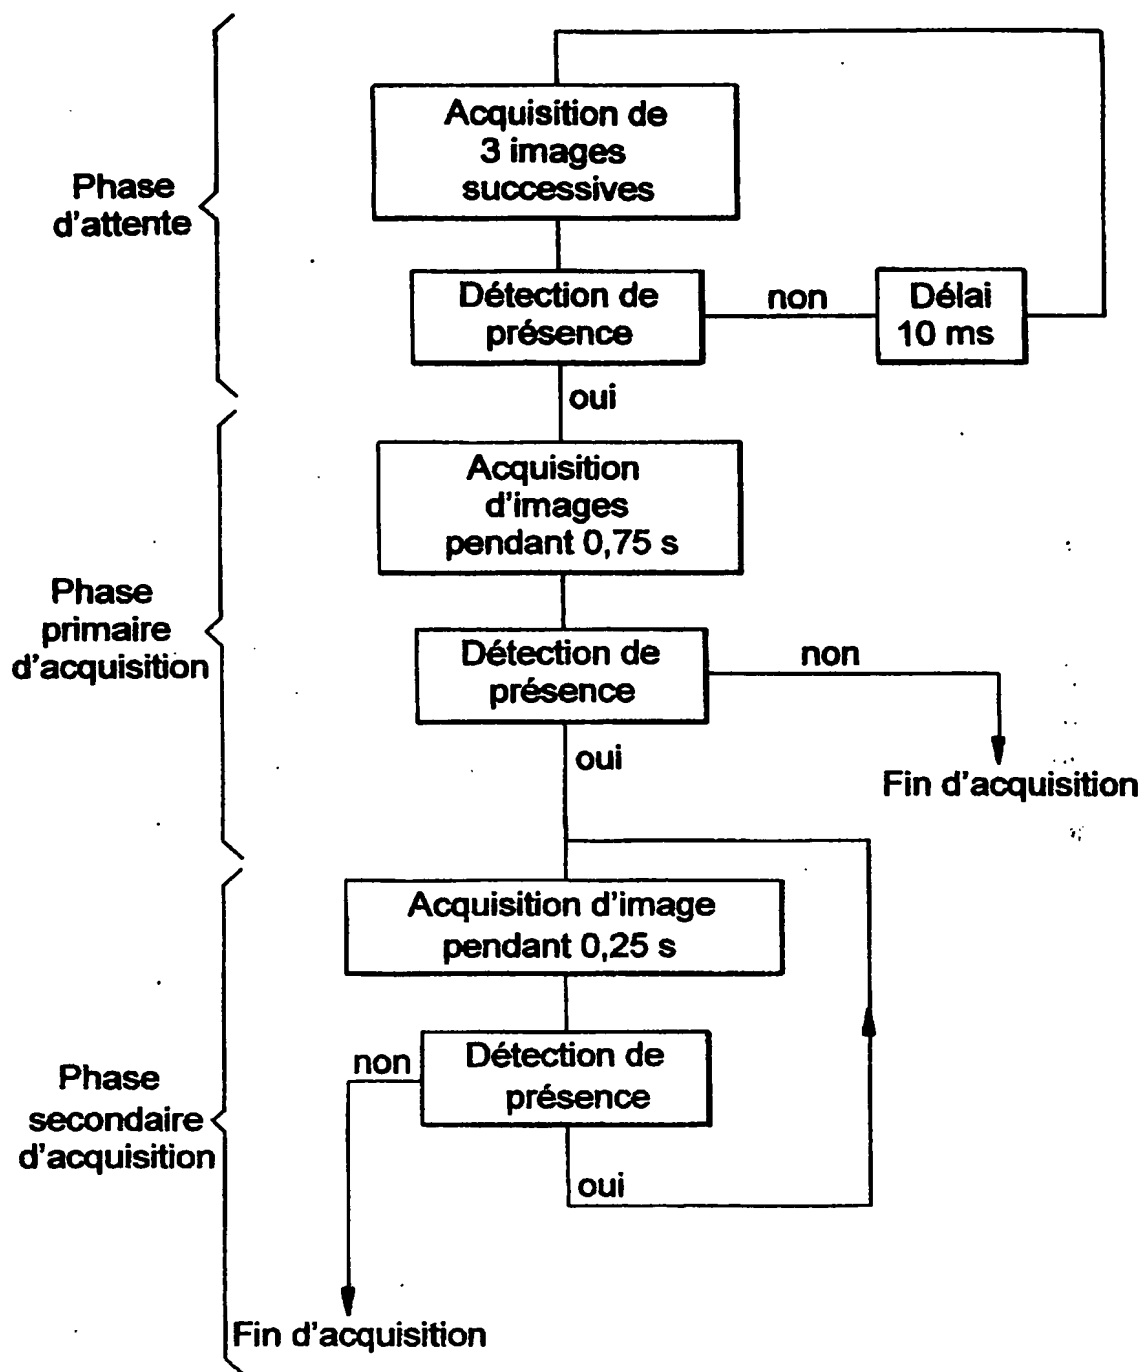 Acquisition de
3 images
successives
Phase
d'attente
Détection de
présence
non
Délai
10 ms
oui
Acquisition
d'images
pendant 0,75 s
Phase
primaire
d'acquisition
Détection de
présence
non
oui
Fin d'acquisition
Acquisition d'image
pendant 0,25 s
Phase
secondaire
d'acquisition
non
Détection de
présence
oui
Fin d'acquisition